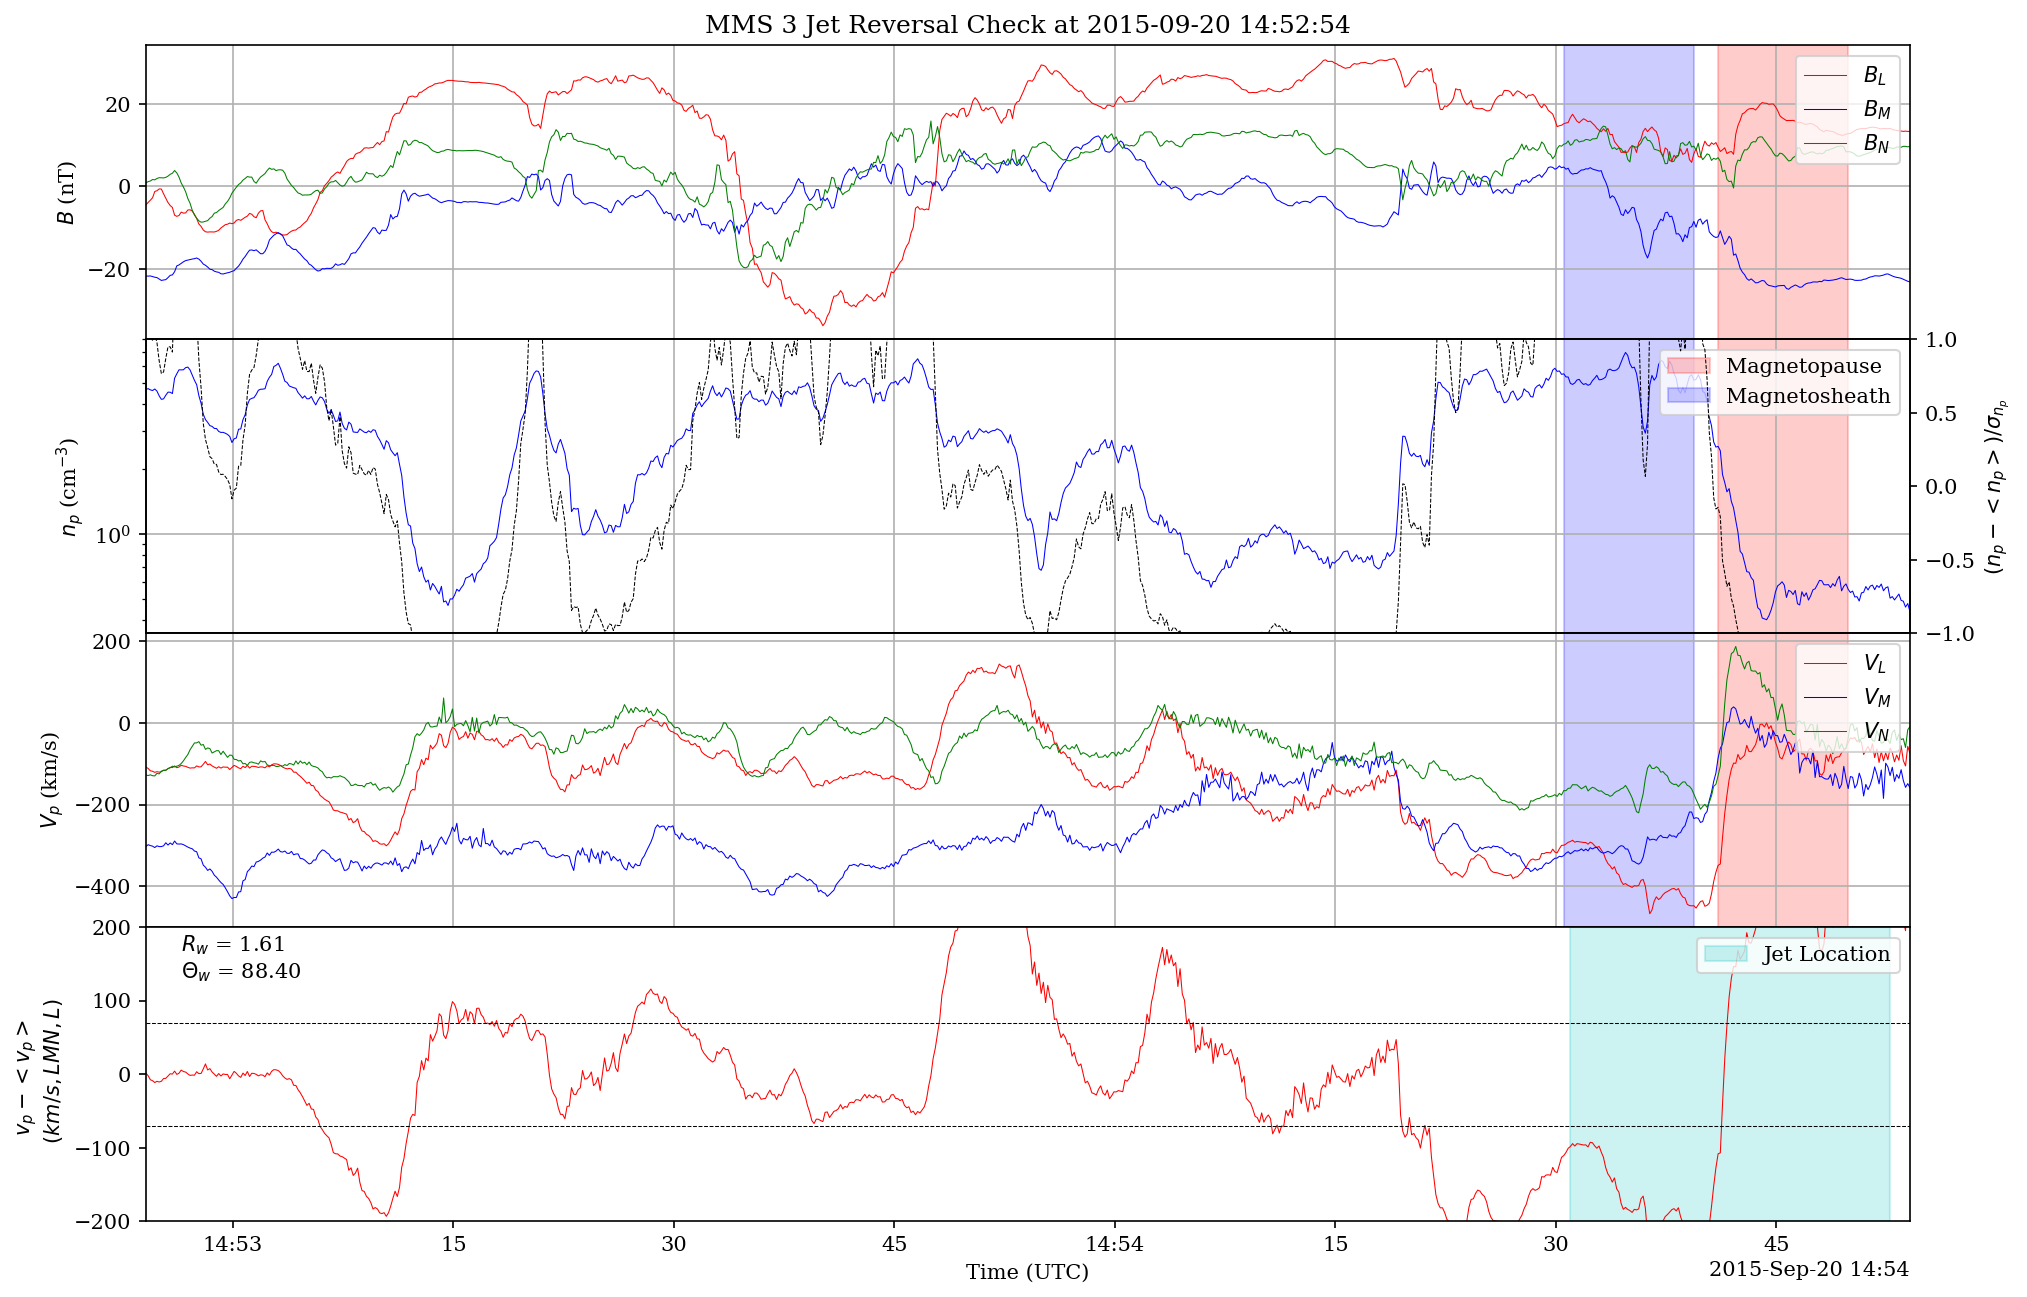 MMS 3 Jet Reversal Check at 2015-09-20 14:52:54
20
0
−20
B (nT)
B_L
B_M
B_N
10^0
n_p (cm^{−3})
1.0
0.5
0.0
−0.5
−1.0
(n_p − < n_p >)/σ_{n_p}
Magnetopause
Magnetosheath
200
0
−200
−400
V_p (km/s)
V_L
V_M
V_N
200
100
0
−100
−200
v_p − < v_p >
(km/s, LMN, L)
R_w = 1.61
Θ_w = 88.40
Jet Location
14:53
15
30
45
14:54
15
30
45
Time (UTC)
2015-Sep-20 14:54